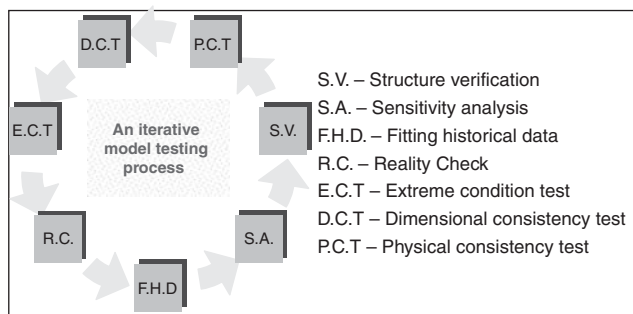 D.C.T
P.C.T
E.C.T
An iterative
model testing
process
S.V.
R.C.
S.A.
F.H.D
S.V. – Structure verification
S.A. – Sensitivity analysis
F.H.D. – Fitting historical data
R.C. – Reality Check
E.C.T – Extreme condition test
D.C.T – Dimensional consistency test
P.C.T – Physical consistency test